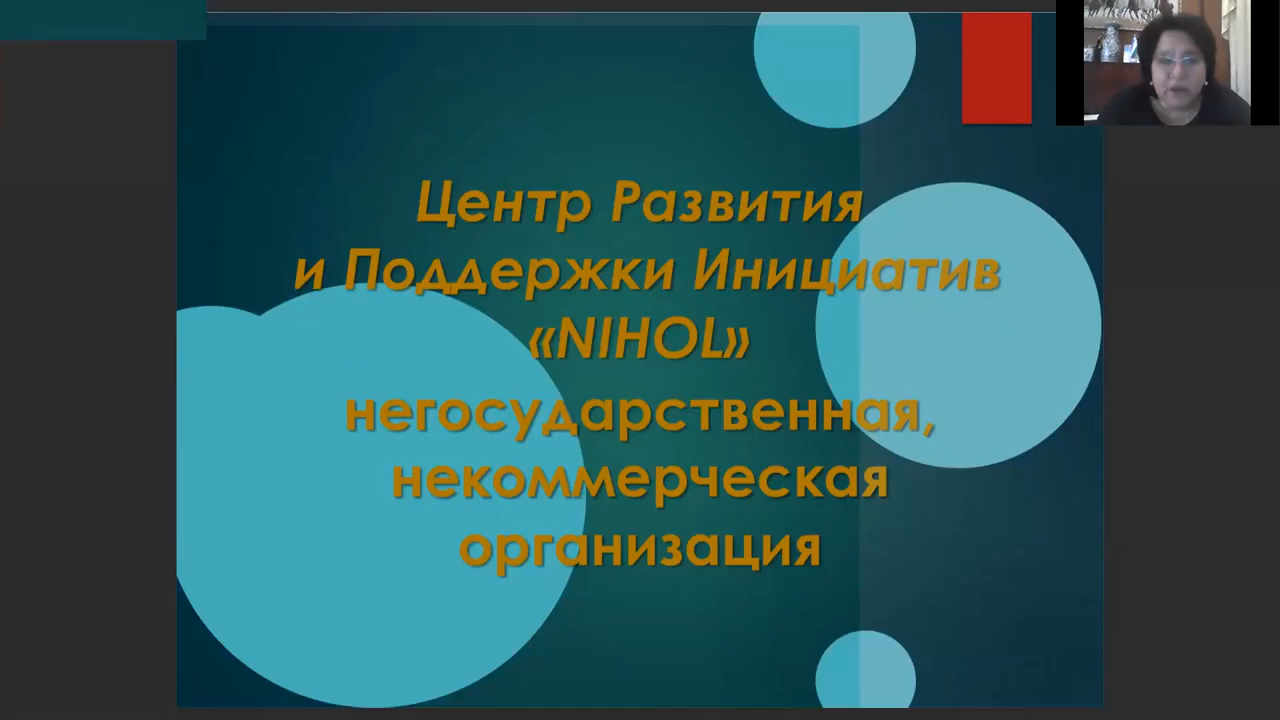 Центр Развития
и Поддержки Инициатив
«NIHOL»
негосударственная,
некоммерческая
организация